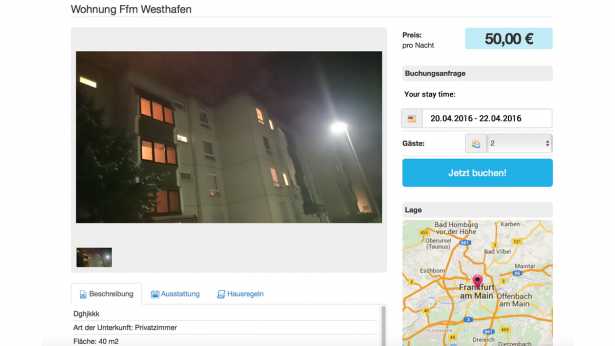 Wohnung Ffm Westhafen
Preis:
pro Nacht
50,00 €
Buchungsanfrage
Your stay time:
20.04.2016 - 22.04.2016
Gäste:
2
Jetzt buchen!
Lage
Bad Homburg
vor der Höhe
Karben
Oberursel
(Taunus)
Bad Vilbel
Eschborn
Maintal
Frankfurt
am Main
Offenbach
am Main
Dreieich
Dietzenbach
Beschreibung
Ausstattung
Hausregeln
Dghjkkk
Art der Unterkunft: Privatzimmer
Fläche: 40 m2